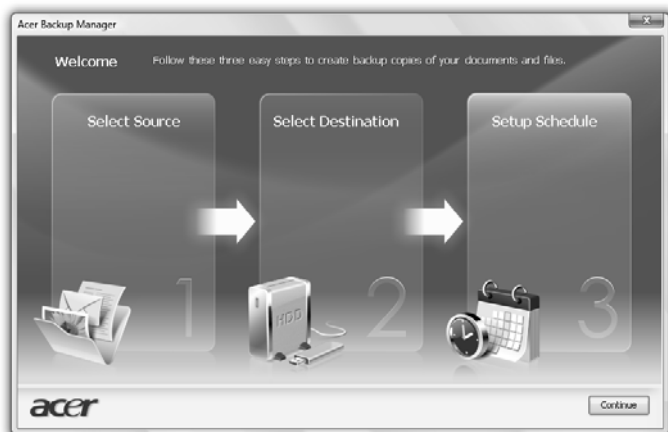 Acer Backup Manager
x
Welcome
Follow these three easy steps to create backup copies of your documents and files.
Select Source
Select Destination
Setup Schedule
1
HDD
2
3
acer
Continue